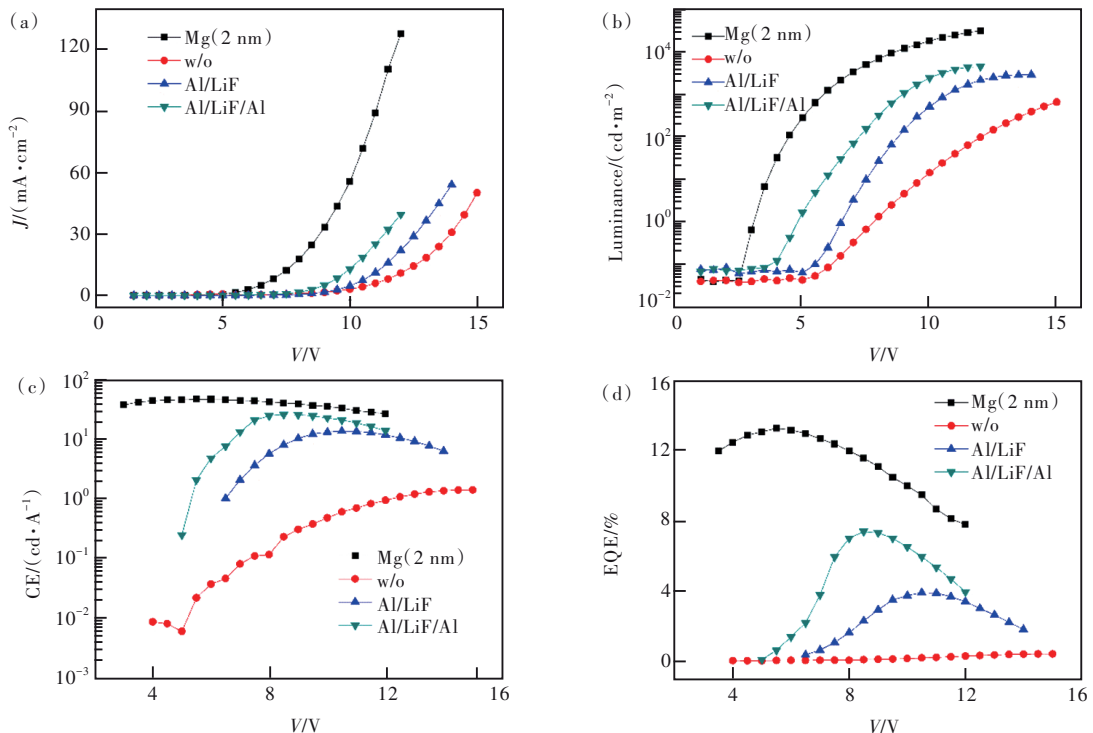 (a)
120
90
60
30
0
J/(mA·cm⁻²)
Mg(2 nm)
w/o
Al/LiF
Al/LiF/Al
0 5 10 15
V/V
(b)
10⁴
10²
10⁰
10⁻²
Luminance/(cd·m⁻²)
Mg(2 nm)
w/o
Al/LiF
Al/LiF/Al
0 5 10 15
V/V
(c)
10²
10¹
10⁰
10⁻¹
10⁻²
10⁻³
CE/(cd·A⁻¹)
Mg(2 nm)
w/o
Al/LiF
Al/LiF/Al
4 8 12 16
V/V
(d)
16
12
8
4
0
EQE/%
Mg(2 nm)
w/o
Al/LiF
Al/LiF/Al
4 8 12 16
V/V